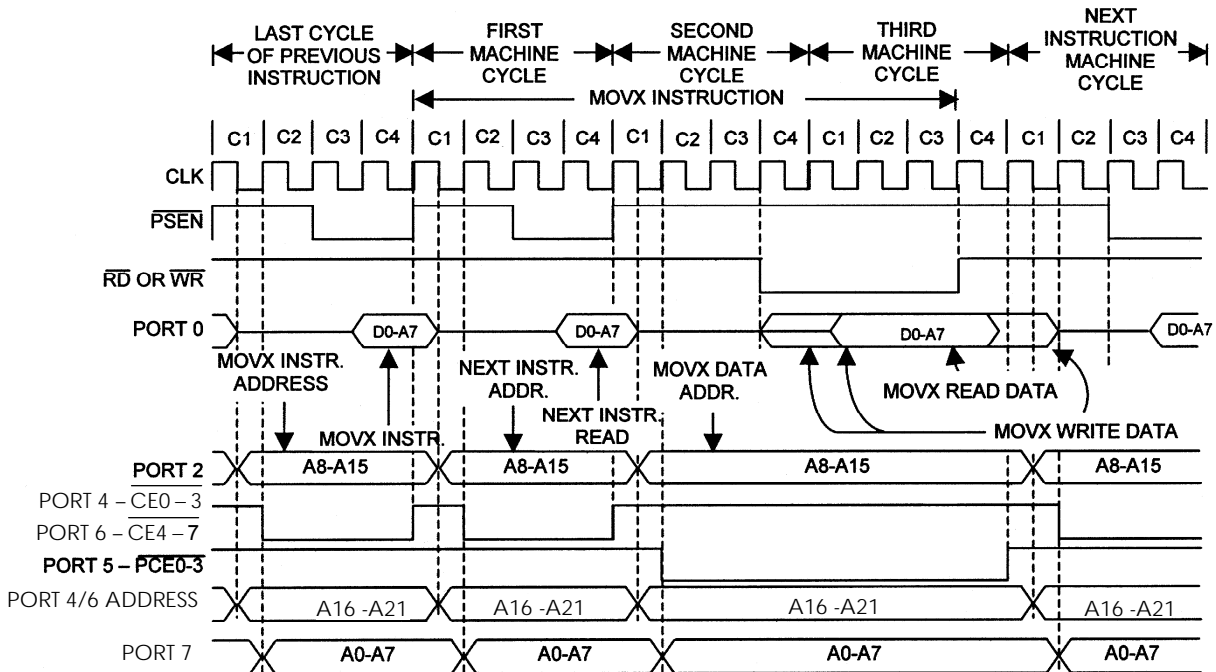 LAST CYCLE
OF PREVIOUS
INSTRUCTION
FIRST
MACHINE
CYCLE
SECOND
MACHINE
CYCLE
THIRD
MACHINE
CYCLE
NEXT
INSTRUCTION
MACHINE
CYCLE
MOVX INSTRUCTION
C1 C2 C3 C4 C1 C2 C3 C4 C1 C2 C3 C4 C1 C2 C3 C4 C1 C2 C3 C4
CLK
PSEN
RD OR WR
PORT 0 D0-A7 D0-A7 D0-A7 D0-A7
MOVX INSTR.
ADDRESS
MOVX INSTR.
NEXT INSTR.
ADDR.
NEXT INSTR.
READ
MOVX DATA
ADDR.
MOVX READ DATA
MOVX WRITE DATA
PORT 2 A8-A15 A8-A15 A8-A15 A8-A15
PORT 4 – CE0 – 3
PORT 6 – CE4 – 7
PORT 5 – PCE0-3
PORT 4/6 ADDRESS A16 -A21 A16 -A21 A16 -A21 A16 -A21
PORT 7 A0-A7 A0-A7 A0-A7 A0-A7